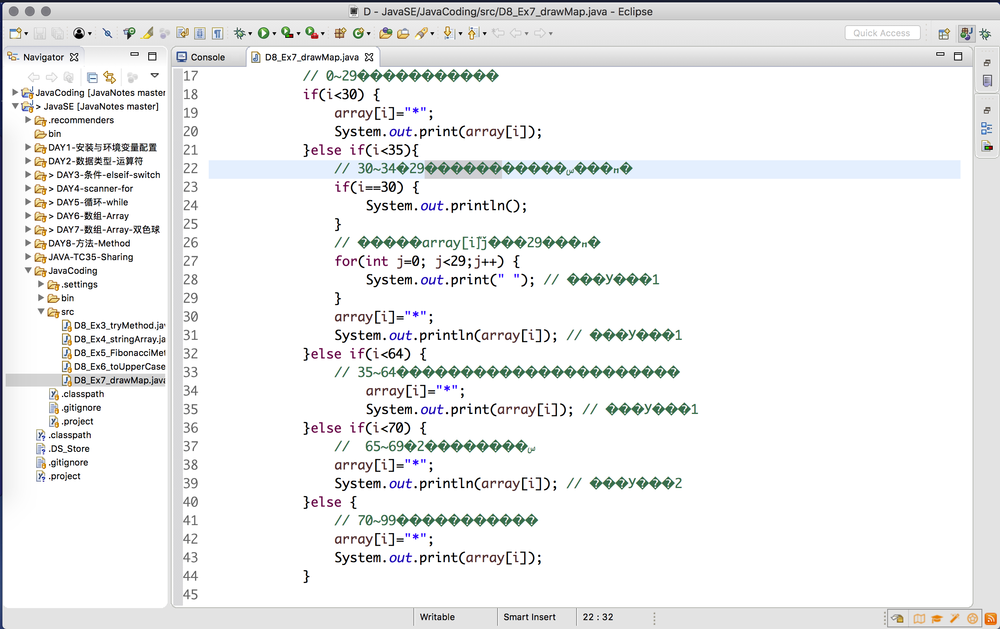 D - JavaSE/JavaCoding/src/D8_Ex7_drawMap.java - Eclipse
Quick Access
Navigator
Console
D8_Ex7_drawMap.java
JavaCoding [JavaNotes master
> JavaSE [JavaNotes master]
.recommenders
bin
DAY1-安装与环境变量配置
DAY2-数据类型-运算符
> DAY3-条件-elseif-switch
> DAY4-scanner-for
> DAY5-循环-while
> DAY6-数组-Array
> DAY7-数组-Array-双色球
DAY8-方法-Method
JAVA-TC35-Sharing
JavaCoding
.settings
bin
src
D8_Ex3_tryMethod.jav
D8_Ex4_stringArray.ja
D8_Ex5_FibonacciMet
D8_Ex6_toUpperCase
D8_Ex7_drawMap.java
.classpath
.gitignore
.project
.classpath
.DS_Store
.gitignore
.project
17 // 0~29�����������
18 if(i<30) {
19 array[i]="*";
20 System.out.print(array[i]);
21 }else if(i<35){
22 // 30~34�29�����������س���ո�
23 if(i==30) {
24 System.out.println();
25 }
26 // �����array[i]ǰ���29���ո�
27 for(int j=0; j<29;j++) {
28 System.out.print(" "); // ���У���1
29 }
30 array[i]="*";
31 System.out.println(array[i]); // ���У���1
32 }else if(i<64) {
33 // 35~64����������������������
34 array[i]="*";
35 System.out.print(array[i]); // ���У���1
36 }else if(i<70) {
37 // 65~69�2��������س
38 array[i]="*";
39 System.out.println(array[i]); // ���У���2
40 }else {
41 // 70~99�����������
42 array[i]="*";
43 System.out.print(array[i]);
44 }
45
Writable
Smart Insert
22 : 32